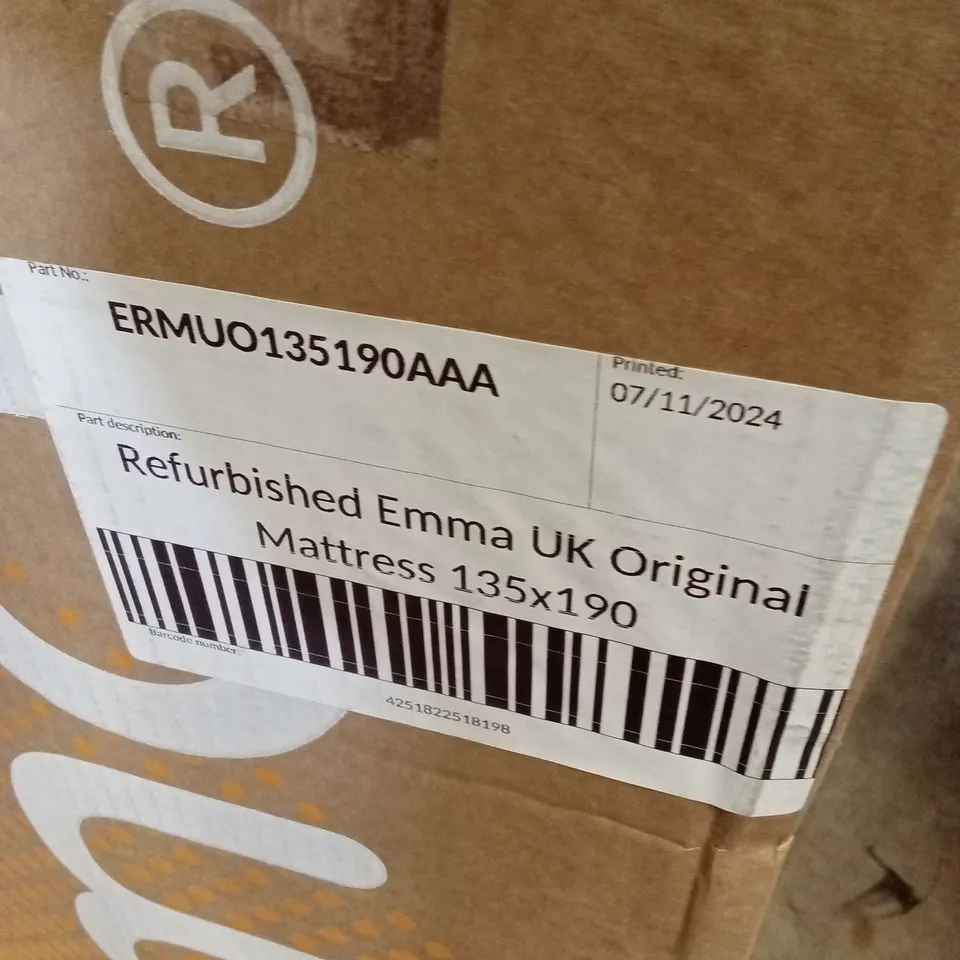 ®
Part No.:
ERMUO135190AAA
Printed:
07/11/2024
Part description:
Refurbished Emma UK Original
Mattress 135x190
Barcode number:
4251822518198